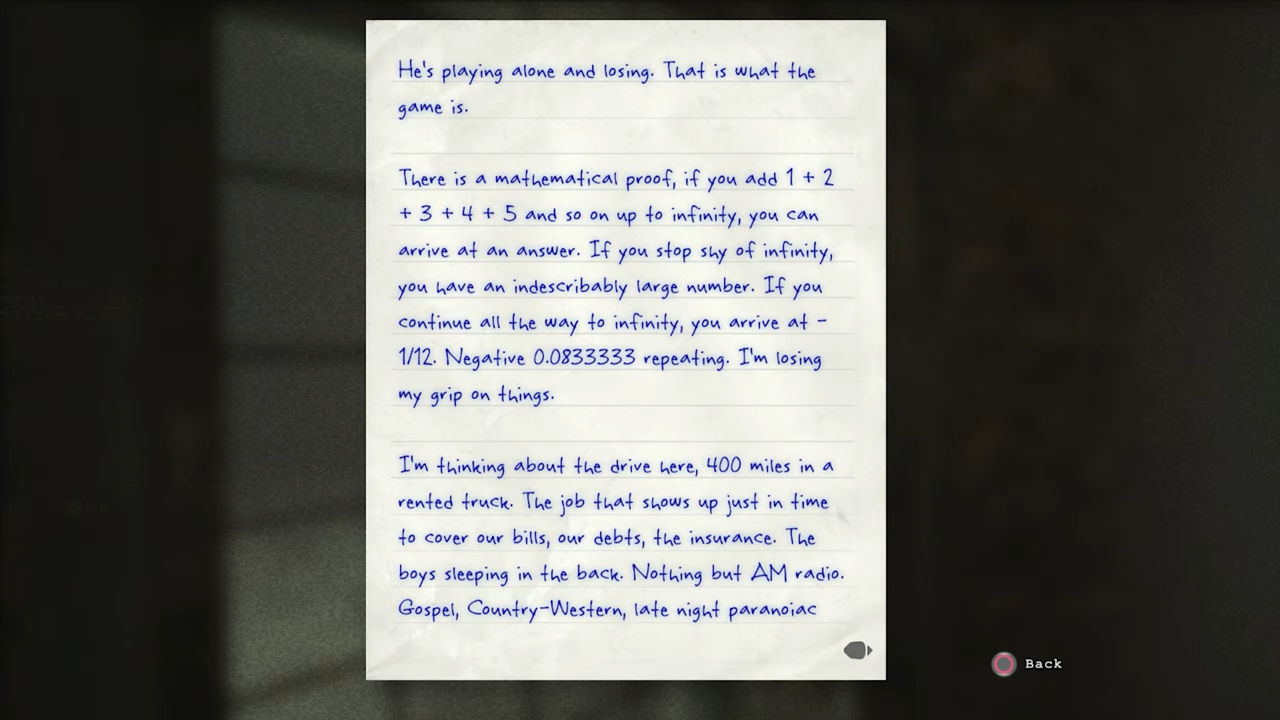 He's playing alone and losing. That is what the
game is.
There is a mathematical proof, if you add 1 + 2
+ 3 + 4 + 5 and so on up to infinity, you can
arrive at an answer. If you stop shy of infinity,
you have an indescribably large number. If you
continue all the way to infinity, you arrive at -
1/12. Negative 0.0833333 repeating. I'm losing
my grip on things.
I'm thinking about the drive here, 400 miles in a
rented truck. The job that shows up just in time
to cover our bills, our debts, the insurance. The
boys sleeping in the back. Nothing but AM radio.
Gospel, Country-Western, late night paranoiac
Back